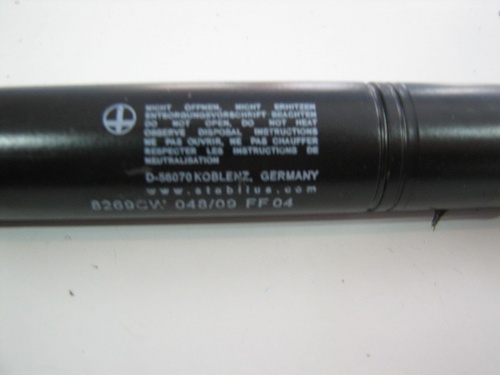 NICHT ÖFFNEN, NICHT ERHITZEN
ENTSORGUNGSVORSCHRIFT BEACHTEN
DO NOT OPEN, DO NOT HEAT
OBSERVE DISPOSAL INSTRUCTIONS
NE PAS OUVRIR, NE PAS CHAUFFER
RESPECTER LES INSTRUCTIONS
DE NEUTRALISATION
D-56070 KOBLENZ, GERMANY
www.stabilus.com
8269CW 048/09 FF04